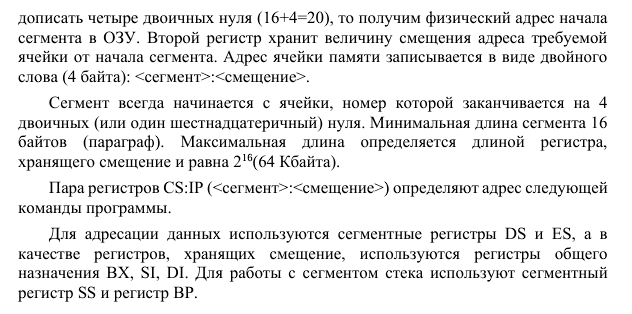 дописать четыре двоичных нуля (16+4=20), то получим физический адрес начала
сегмента в ОЗУ. Второй регистр хранит величину смещения адреса требуемой
ячейки от начала сегмента. Адрес ячейки памяти записывается в виде двойного
слова (4 байта): <сегмент>:<смещение>.
Сегмент всегда начинается с ячейки, номер которой заканчивается на 4
двоичных (или один шестнадцатеричный) нуля. Минимальная длина сегмента 16
байтов (параграф). Максимальная длина определяется длиной регистра,
хранящего смещение и равна 2¹⁶(64 Кбайта).
Пара регистров CS:IP (<сегмент>:<смещение>) определяют адрес следующей
команды программы.
Для адресации данных используются сегментные регистры DS и ES, а в
качестве регистров, хранящих смещение, используются регистры общего
назначения BX, SI, DI. Для работы с сегментом стека используют сегментный
регистр SS и регистр BP.